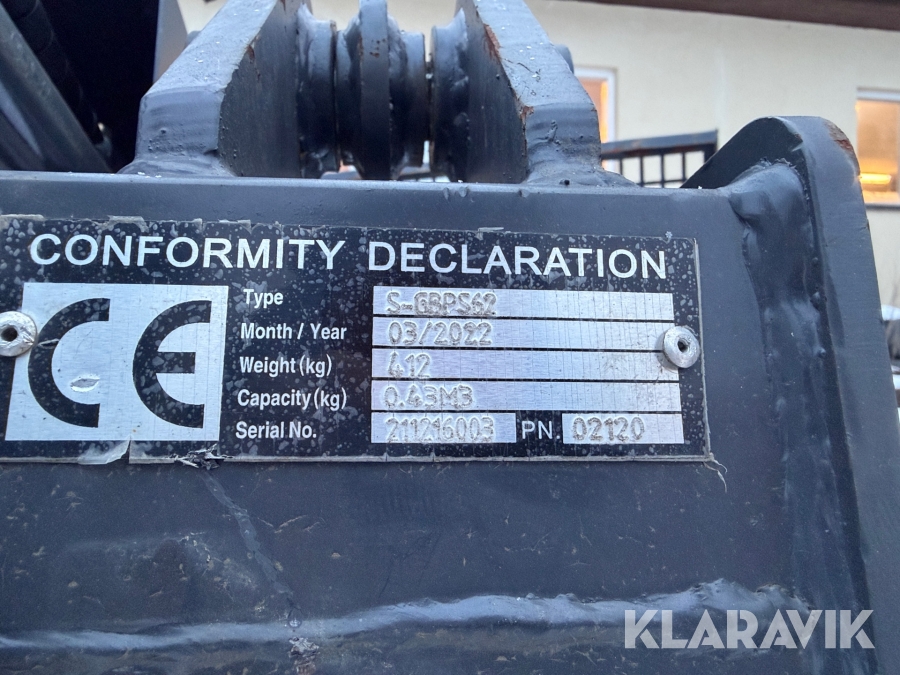 CONFORMITY DECLARATION
CE
Type S-GBPS62
Month / Year 03/2022
Weight (kg) 412
Capacity (kg) 0.43M3
Serial No. 211216003 PN. 02120
KLARAVIK